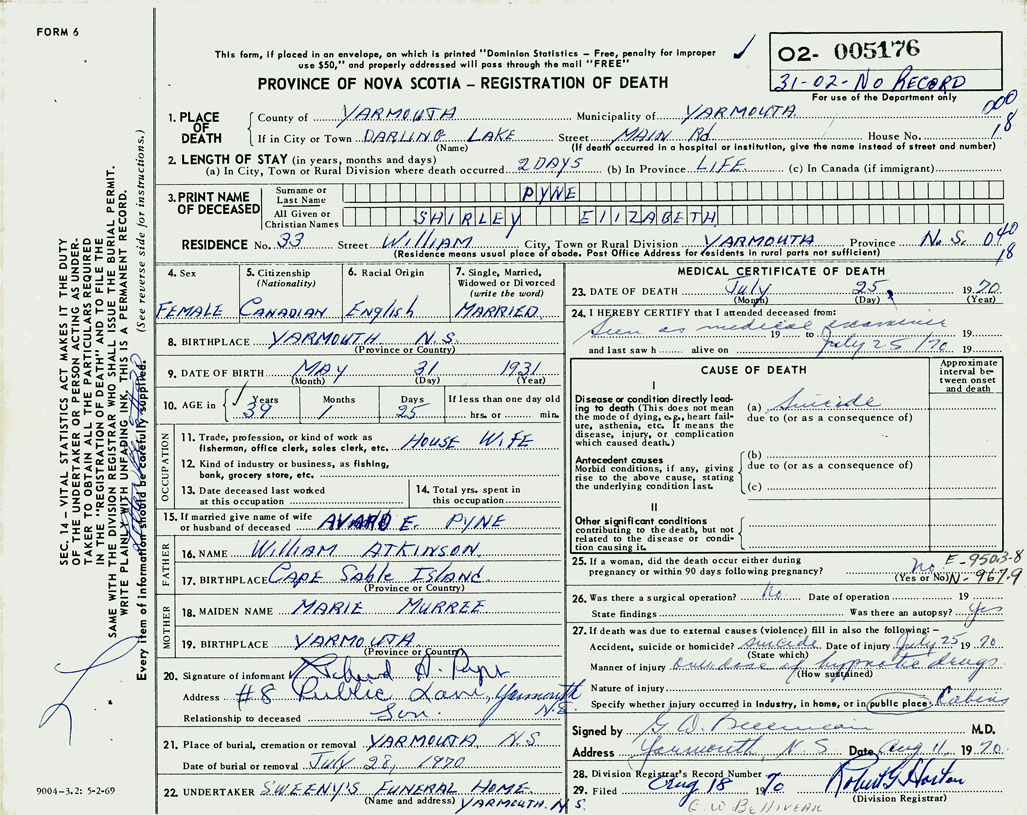 FORM 6
This form, if placed in an envelope, on which is printed "Dominion Statistics – Free, penalty for improper
use $50," and properly addressed will pass through the mail "FREE"
PROVINCE OF NOVA SCOTIA – REGISTRATION OF DEATH
02- 005176
31-02-NO RECORD
For use of the Department only
000
18
1. PLACE OF DEATH
County of YARMOUTH Municipality of YARMOUTH
If in City or Town DARLING LAKE Street MAIN Rd House No.
(Name) (If death occurred in a hospital or institution, give the name instead of street and number)
2. LENGTH OF STAY (in years, months and days)
(a) In City, Town or Rural Division where death occurred 2 DAYS (b) In Province LIFE. (c) In Canada (if immigrant)
3. PRINT NAME OF DECEASED
Surname or Last Name PYNE
All Given or Christian Names SHIRLEY ELIZABETH
RESIDENCE No. 33 Street WILLIAM City, Town or Rural Division YARMOUTH Province N.S. 040
18
(Residence means usual place of abode. Post Office Address for residents in rural parts not sufficient)
4. Sex
FEMALE
5. Citizenship
(Nationality)
CANADIAN
6. Racial Origin
English
7. Single, Married,
Widowed or Divorced
(write the word)
MARRIED
8. BIRTHPLACE YARMOUTH N.S.
(Province or Country)
9. DATE OF BIRTH MAY 31 1931
(Month) (Day) (Year)
10. AGE in Years Months Days If less than one day old
39 1 25 hrs. or min.
OCCUPATION
11. Trade, profession, or kind of work as
fisherman, office clerk, sales clerk, etc. HOUSE WIFE
12. Kind of industry or business, as fishing,
bank, grocery store, etc.
13. Date deceased last worked
at this occupation
14. Total yrs. spent in
this occupation
15. If married give name of wife
or husband of deceased AVARD E. PYNE
FATHER
16. NAME WILLIAM ATKINSON
17. BIRTHPLACE CAPE SABLE ISLAND
(Province or Country)
MOTHER
18. MAIDEN NAME MARIE
19. BIRTHPLACE YARMOUTH
(Province or Country)
20. Signature of informant
Address #8 Public Lane, Yarmouth
N.S.
Relationship to deceased Son.
21. Place of burial, cremation or removal YARMOUTH, N.S
Date of burial or removal July 28, 1970
22. UNDERTAKER SWEENY'S FUNERAL HOME
(Name and address) YARMOUTH. N.S.
MEDICAL CERTIFICATE OF DEATH
23. DATE OF DEATH July 25 1970
(Month) (Day) (Year)
24. I HEREBY CERTIFY that I attended deceased from:
Seen as medical examiner 19 to 19
and last saw h alive on July 25/70 19
CAUSE OF DEATH
Approximate
interval be-
tween onset
and death
I
Disease or condition directly lead-
ing to death (This does not mean
the mode of dying, e.g., heart fail-
ure, asthenia, etc. It means the
disease, injury, or complication
which caused death.)
(a) Suicide
due to (or as a consequence of)
Antecedent causes
Morbid conditions, if any, giving
rise to the above cause, stating
the underlying condition last.
(b)
due to (or as a consequence of)
(c)
II
Other significant conditions
contributing to the death, but not
related to the disease or condi-
tion causing it.
25. If a woman, did the death occur either during
pregnancy or within 90 days following pregnancy? No
(Yes or No)
E-950.3-8
N-967.9
26. Was there a surgical operation? No. Date of operation 19
State findings Was there an autopsy? Yes
27. If death was due to external causes (violence) fill in also the following:–
Accident, suicide or homicide? Suicide Date of injury July 25 1970
(State which)
Manner of injury Overdose of hypnotic drugs
(How sustained)
Nature of injury
Specify whether injury occurred in Industry, in home, or in public place. Cabins
Signed by M.D.
Address Yarmouth, N S Date Aug 11 1970
28. Division Registrar's Record Number
29. Filed Aug 18 1970 Robert G Horton
(Division Registrar)
SEC. 14 – VITAL STATISTICS ACT MAKES IT THE DUTY
OF THE UNDERTAKER OR PERSON ACTING AS UNDER-
TAKER TO OBTAIN ALL THE PARTICULARS REQUIRED
IN THE "REGISTRATION OF DEATH" AND TO FILE THE
SAME WITH THE DIVISION REGISTRAR WHO SHALL ISSUE THE BURIAL PERMIT.
WRITE PLAINLY WITH UNFADING INK. THIS IS A PERMANENT RECORD.
Every item of information should be carefully supplied. (See reverse side for instructions.)
9004-3.2: 5-2-69